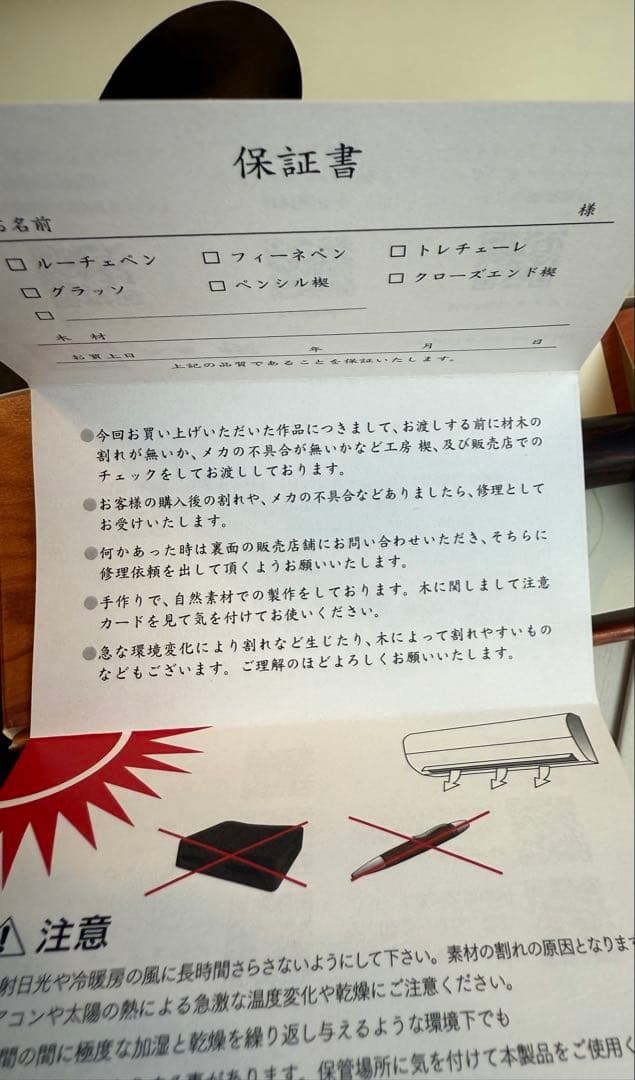 保証書
名前 様
□ ルーチェペン □ フィーネペン □ トレチェーレ
□ グラッソ □ ペンシル楔 □ クローズエンド楔
□
木 材
お買上日 年 月 日
上記の品質であることを保証いたします。
●今回お買い上げいただいた作品につきまして、お渡しする前に材木の
割れが無いか、メカの不具合が無いかなど工房 楔、及び販売店での
チェックをしてお渡ししております。
●お客様の購入後の割れや、メカの不具合などありましたら、修理として
お受けいたします。
●何かあった時は裏面の販売店舗にお問い合わせいただき、そちらに
修理依頼を出して頂くようお願いいたします。
●手作りで、自然素材での製作をしております。木に関しまして注意
カードを見て気を付けてお使いください。
●急な環境変化により割れなど生じたり、木によって割れやすいもの
などもございます。ご理解のほどよろしくお願いいたします。
注意
射日光や冷暖房の風に長時間さらさないようにして下さい。素材の割れの原因となります
アコンや太陽の熱による急激な温度変化や乾燥にご注意ください。
間の間に極度な加湿と乾燥を繰り返し与えるような環境下でも
事があります。保管場所に気を付けて本製品をご使用く